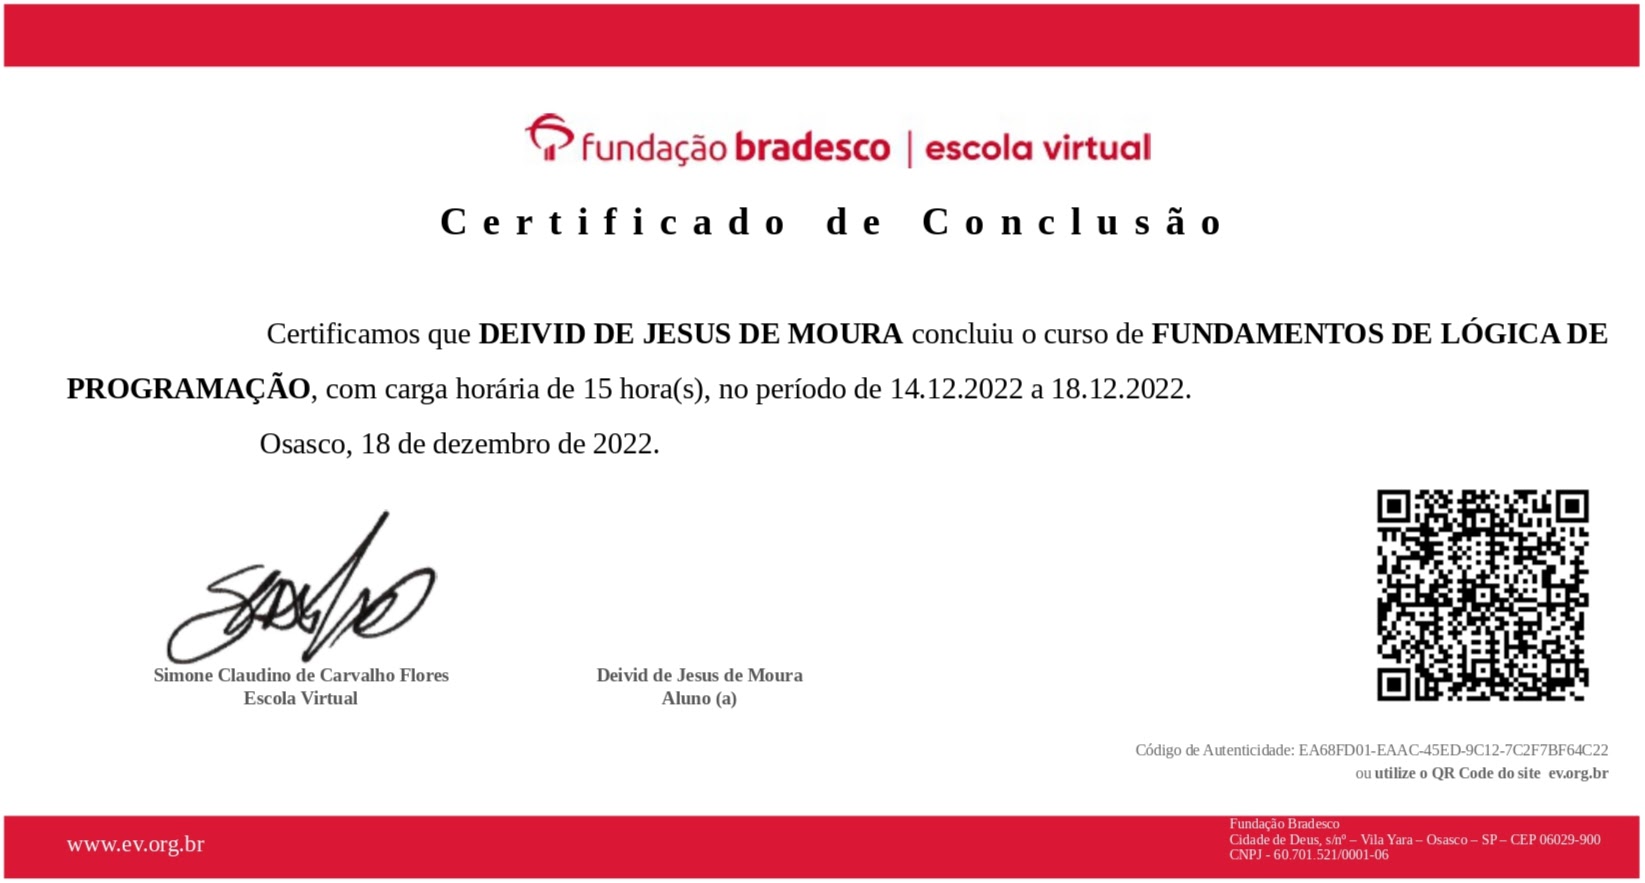 fundação bradesco | escola virtual
Certificado de Conclusão
Certificamos que DEIVID DE JESUS DE MOURA concluiu o curso de FUNDAMENTOS DE LÓGICA DE
PROGRAMAÇÃO, com carga horária de 15 hora(s), no período de 14.12.2022 a 18.12.2022.
Osasco, 18 de dezembro de 2022.
Simone Claudino de Carvalho Flores
Escola Virtual
Deivid de Jesus de Moura
Aluno (a)
Código de Autenticidade: EA68FD01-EAAC-45ED-9C12-7C2F7BF64C22
ou utilize o QR Code do site ev.org.br
www.ev.org.br
Fundação Bradesco
Cidade de Deus, s/nº – Vila Yara – Osasco – SP – CEP 06029-900
CNPJ - 60.701.521/0001-06